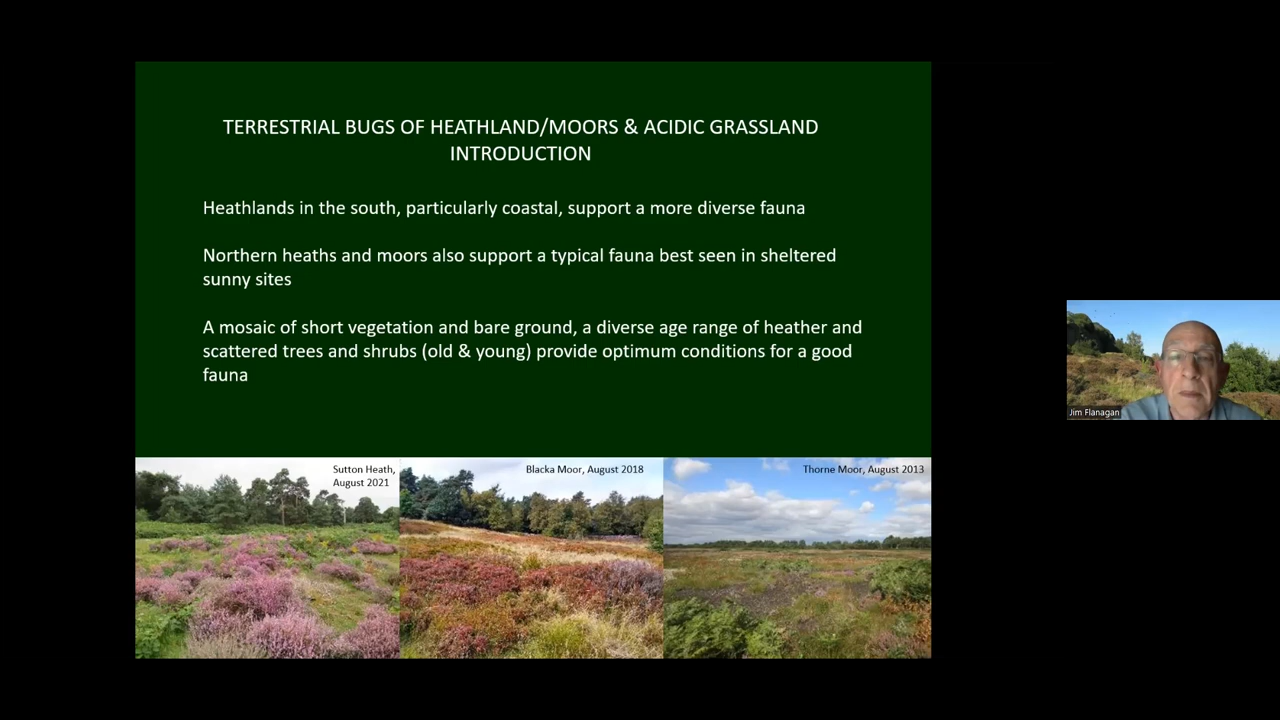 TERRESTRIAL BUGS OF HEATHLAND/MOORS & ACIDIC GRASSLAND
INTRODUCTION
Heathlands in the south, particularly coastal, support a more diverse fauna
Northern heaths and moors also support a typical fauna best seen in sheltered
sunny sites
A mosaic of short vegetation and bare ground, a diverse age range of heather and
scattered trees and shrubs (old & young) provide optimum conditions for a good
fauna
Sutton Heath,
August 2021
Blacka Moor, August 2018
Thorne Moor, August 2013
Jim Flanagan